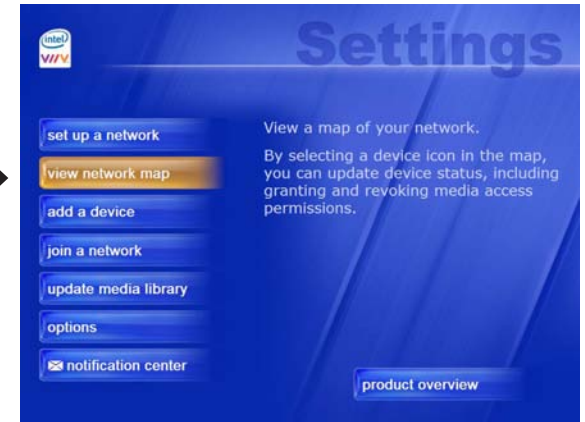 intel
VIIV
Settings
set up a network
view network map
add a device
join a network
update media library
options
notification center
View a map of your network.
By selecting a device icon in the map,
you can update device status, including
granting and revoking media access
permissions.
product overview